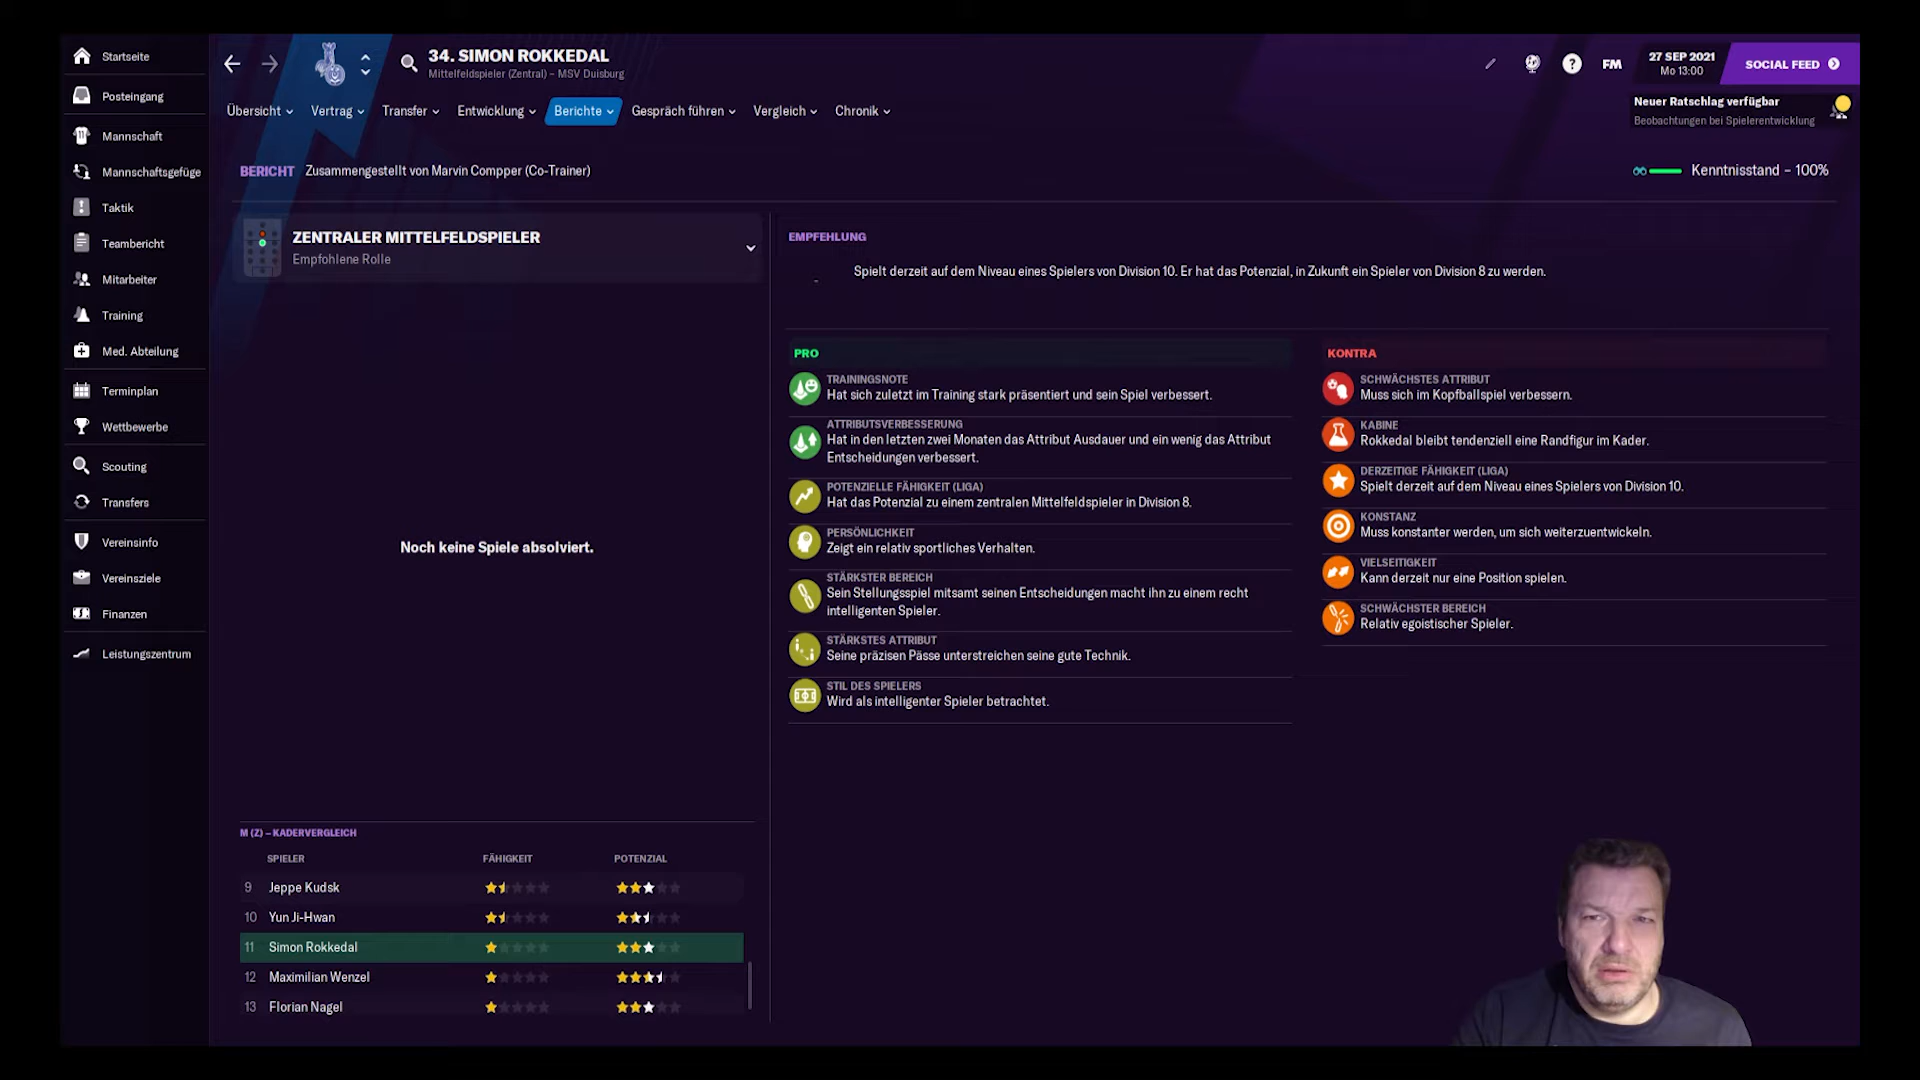 Startseite
Posteingang
Mannschaft
Mannschaftsgefüge
Taktik
Teambericht
Mitarbeiter
Training
Med. Abteilung
Terminplan
Wettbewerbe
Scouting
Transfers
Vereinsinfo
Vereinsziele
Finanzen
Leistungszentrum
34. SIMON ROKKEDAL
Mittelfeldspieler (Zentral) – MSV Duisburg
FM
27 SEP 2021
Mo 13:00
SOCIAL FEED
Übersicht
Vertrag
Transfer
Entwicklung
Berichte
Gespräch führen
Vergleich
Chronik
Neuer Ratschlag verfügbar
Beobachtungen bei Spielerentwicklung
BERICHT Zusammengestellt von Marvin Compper (Co-Trainer)
Kenntnisstand – 100%
ZENTRALER MITTELFELDSPIELER
Empfohlene Rolle
Noch keine Spiele absolviert.
M (Z) – KADERVERGLEICH
SPIELER FÄHIGKEIT POTENZIAL
9 Jeppe Kudsk
10 Yun Ji-Hwan
11 Simon Rokkedal
12 Maximilian Wenzel
13 Florian Nagel
EMPFEHLUNG
-
Spielt derzeit auf dem Niveau eines Spielers von Division 10. Er hat das Potenzial, in Zukunft ein Spieler von Division 8 zu werden.
PRO
TRAININGSNOTE
Hat sich zuletzt im Training stark präsentiert und sein Spiel verbessert.
ATTRIBUTSVERBESSERUNG
Hat in den letzten zwei Monaten das Attribut Ausdauer und ein wenig das Attribut
Entscheidungen verbessert.
POTENZIELLE FÄHIGKEIT (LIGA)
Hat das Potenzial zu einem zentralen Mittelfeldspieler in Division 8.
PERSÖNLICHKEIT
Zeigt ein relativ sportliches Verhalten.
STÄRKSTER BEREICH
Sein Stellungsspiel mitsamt seinen Entscheidungen macht ihn zu einem recht
intelligenten Spieler.
STÄRKSTES ATTRIBUT
Seine präzisen Pässe unterstreichen seine gute Technik.
STIL DES SPIELERS
Wird als intelligenter Spieler betrachtet.
KONTRA
SCHWÄCHSTES ATTRIBUT
Muss sich im Kopfballspiel verbessern.
KABINE
Rokkedal bleibt tendenziell eine Randfigur im Kader.
DERZEITIGE FÄHIGKEIT (LIGA)
Spielt derzeit auf dem Niveau eines Spielers von Division 10.
KONSTANZ
Muss konstanter werden, um sich weiterzuentwickeln.
VIELSEITIGKEIT
Kann derzeit nur eine Position spielen.
SCHWÄCHSTER BEREICH
Relativ egoistischer Spieler.